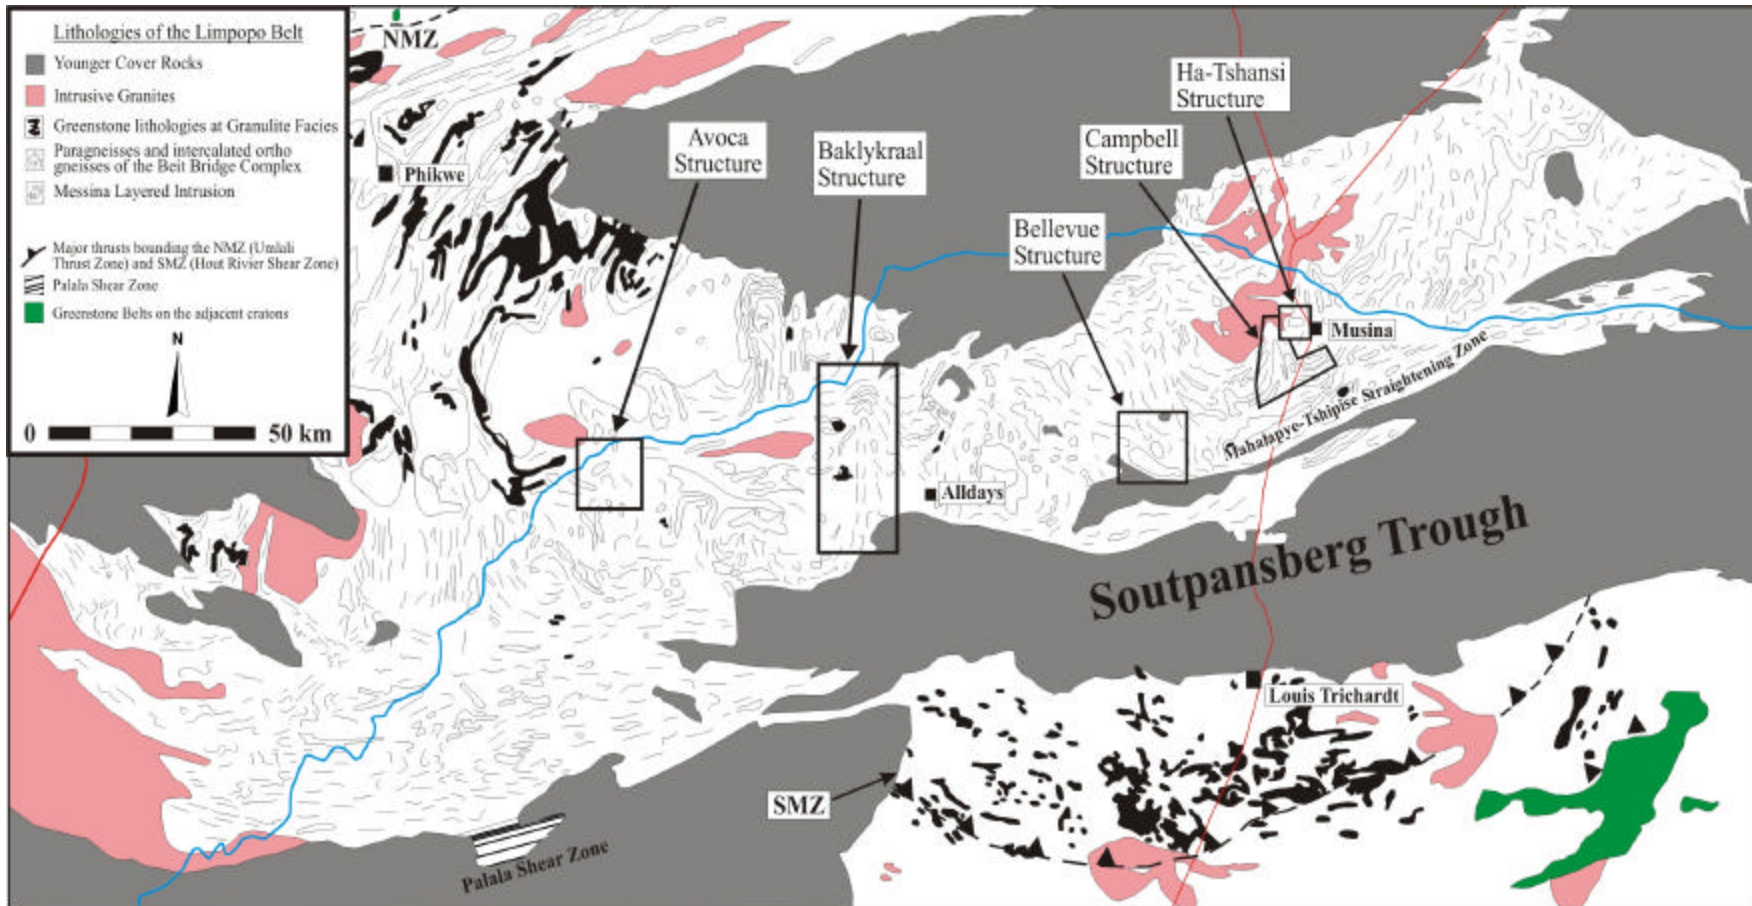 Lithologies of the Limpopo Belt
Younger Cover Rocks
Intrusive Granites
Greenstone lithologies at Granulite Facies
Paragneisses and intercalated ortho
gneisses of the Beit Bridge Complex
Messina Layered Intrusion
Major thrusts bounding the NMZ (Umlali
Thrust Zone) and SMZ (Hout Rivier Shear Zone)
Palala Shear Zone
Greenstone Belts on the adjacent cratons
N
0
50 km
NMZ
Phikwe
Avoca
Structure
Baklykraal
Structure
Bellevue
Structure
Campbell
Structure
Ha-Tshansi
Structure
Musina
Mahalapye-Tshipise Straightening Zone
Alldays
Soutpansberg Trough
Louis Trichardt
SMZ
Palala Shear Zone